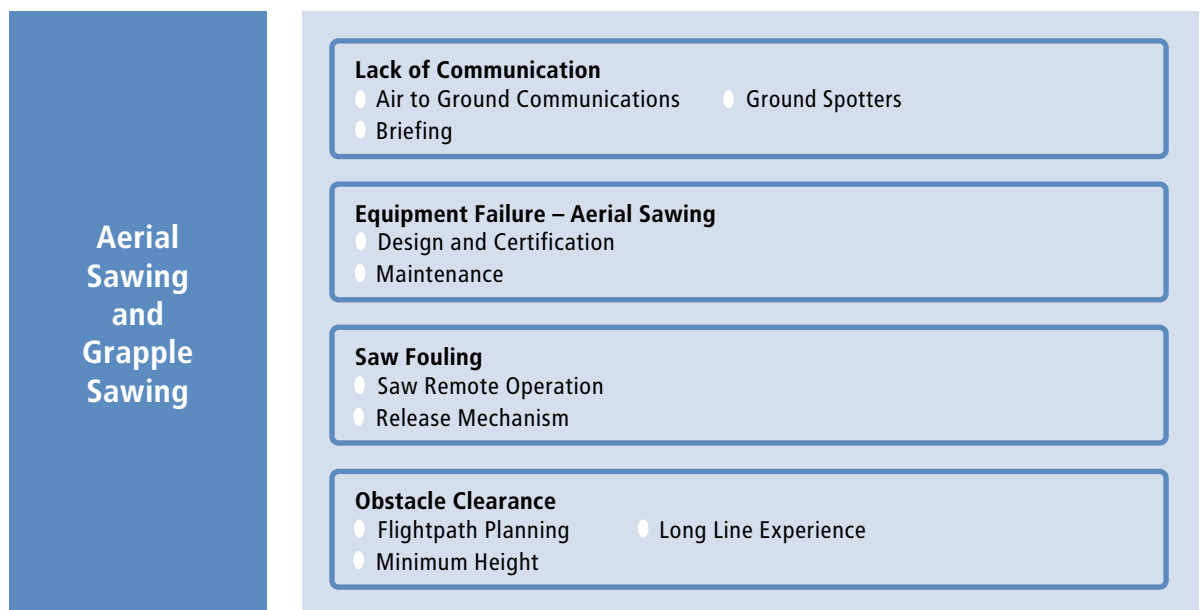 Aerial
Sawing
and
Grapple
Sawing
Lack of Communication
Air to Ground Communications Ground Spotters
Briefing
Equipment Failure – Aerial Sawing
Design and Certification
Maintenance
Saw Fouling
Saw Remote Operation
Release Mechanism
Obstacle Clearance
Flightpath Planning Long Line Experience
Minimum Height